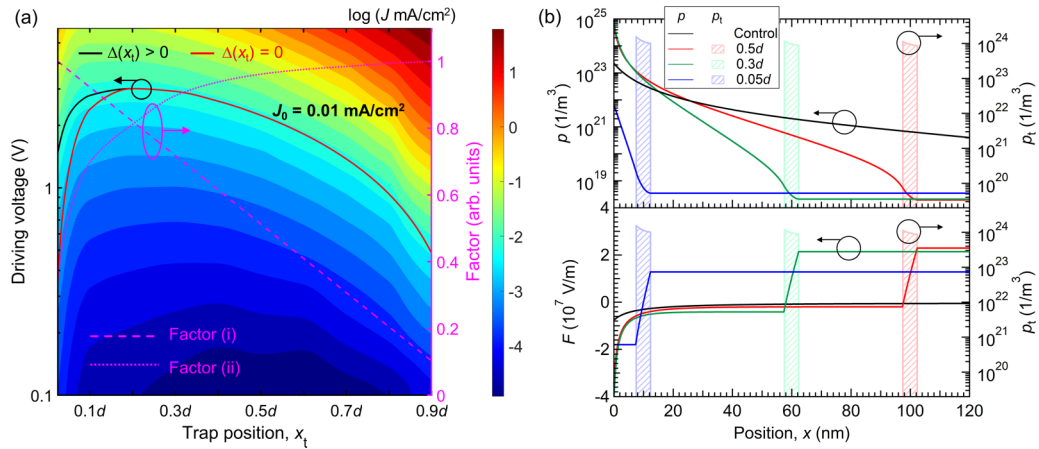 (a)
log (J mA/cm²)
Δ(xₜ) > 0
Δ(xₜ) = 0
J₀ = 0.01 mA/cm²
Driving voltage (V)
1
0.1
Factor (i)
Factor (ii)
0.1d 0.3d 0.5d 0.7d 0.9d
Trap position, xₜ
1
0.8
0.6
0.4
0.2
0
Factor (arb. units)
1
0
-1
-2
-3
-4
(b)
p pₜ
Control
0.5d
0.3d
0.05d
10²⁵
10²³
10²¹
10¹⁹
p (1/m³)
10²⁴
10²³
10²²
10²¹
10²⁰
pₜ (1/m³)
4
2
0
-2
-4
F (10⁷ V/m)
10²⁴
10²³
10²²
10²¹
10²⁰
pₜ (1/m³)
0 20 40 60 80 100 120
Position, x (nm)